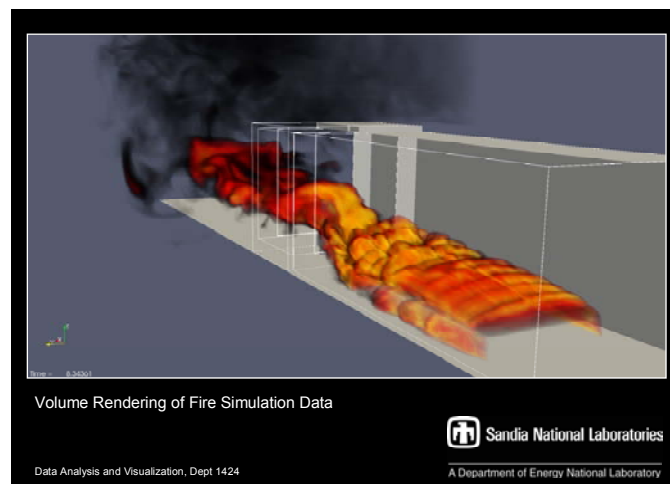 Time =
Volume Rendering of Fire Simulation Data
Sandia National Laboratories
Data Analysis and Visualization, Dept 1424
A Department of Energy National Laboratory